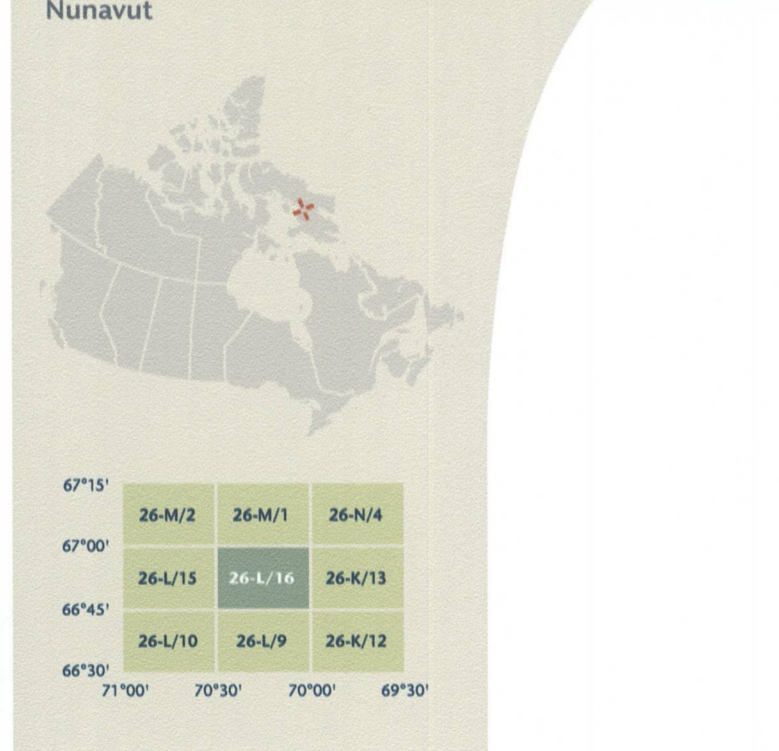 Nunavut
67°15'
26-M/2 26-M/1 26-N/4
67°00'
26-L/15 26-L/16 26-K/13
66°45'
26-L/10 26-L/9 26-K/12
66°30'
71°00' 70°30' 70°00' 69°30'